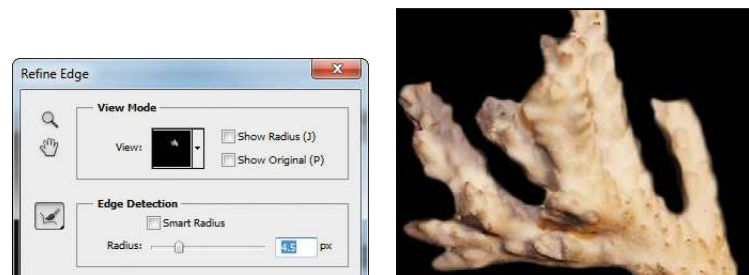 Refine Edge
View Mode
View:
Show Radius (J)
Show Original (P)
Edge Detection
Smart Radius
Radius: 4.5 px